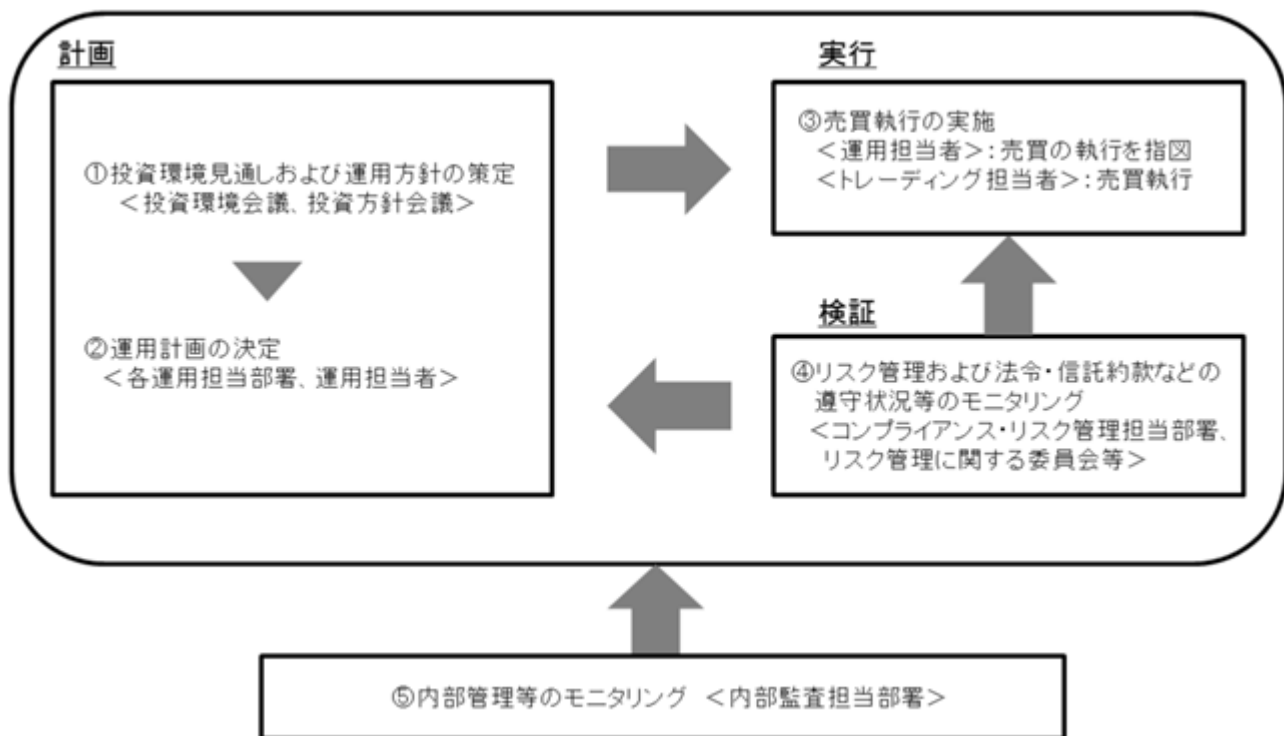 計画
①投資環境見通しおよび運用方針の策定
<投資環境会議、投資方針会議>
②運用計画の決定
<各運用担当部署、運用担当者>
実行
③売買執行の実施
<運用担当者>:売買の執行を指図
<トレーディング担当者>:売買執行
検証
④リスク管理および法令・信託約款などの
遵守状況等のモニタリング
<コンプライアンス・リスク管理担当部署、
リスク管理に関する委員会等>
⑤内部管理等のモニタリング <内部監査担当部署>